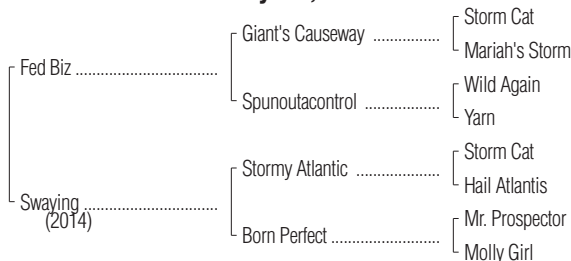 Storm Cat
Giant's Causeway ................
Mariah's Storm
Fed Biz ..................................
Wild Again
Spunoutacontrol ..................
Yarn
Storm Cat
Stormy Atlantic ....................
Hail Atlantis
Swaying ................................
(2014)
Mr. Prospector
Born Perfect ..........................
Molly Girl